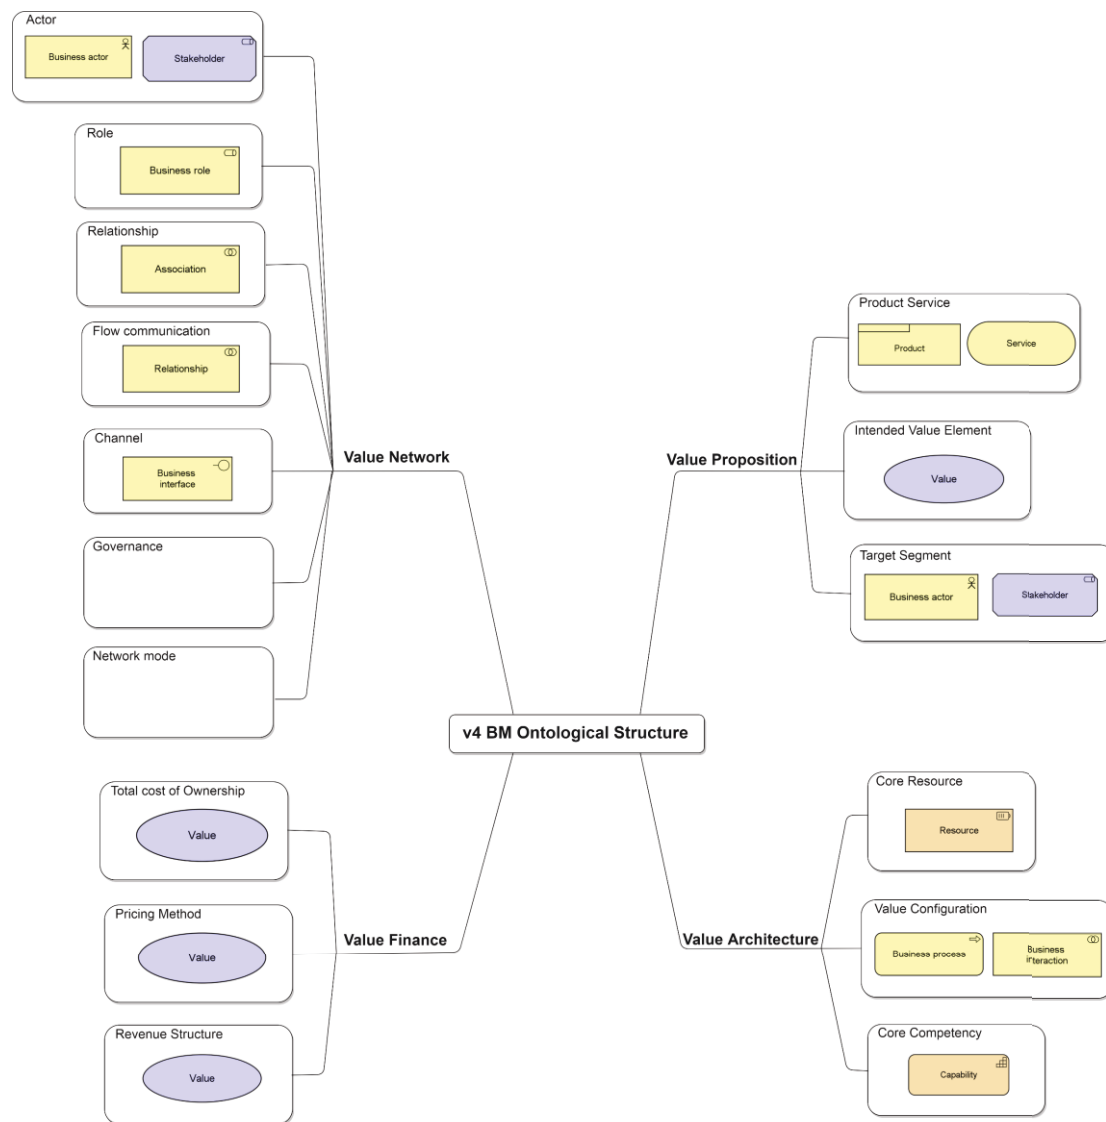 Actor
Business actor
Stakeholder
Role
Business role
Relationship
Association
Flow communication
Relationship
Channel
Business
interface
Governance
Network mode
Value Network
Product Service
Product
Service
Intended Value Element
Value
Target Segment
Business actor
Stakeholder
Value Proposition
v4 BM Ontological Structure
Total cost of Ownership
Value
Pricing Method
Value
Revenue Structure
Value
Value Finance
Core Resource
Resource
Value Configuration
Business process
Business
interaction
Core Competency
Capability
Value Architecture